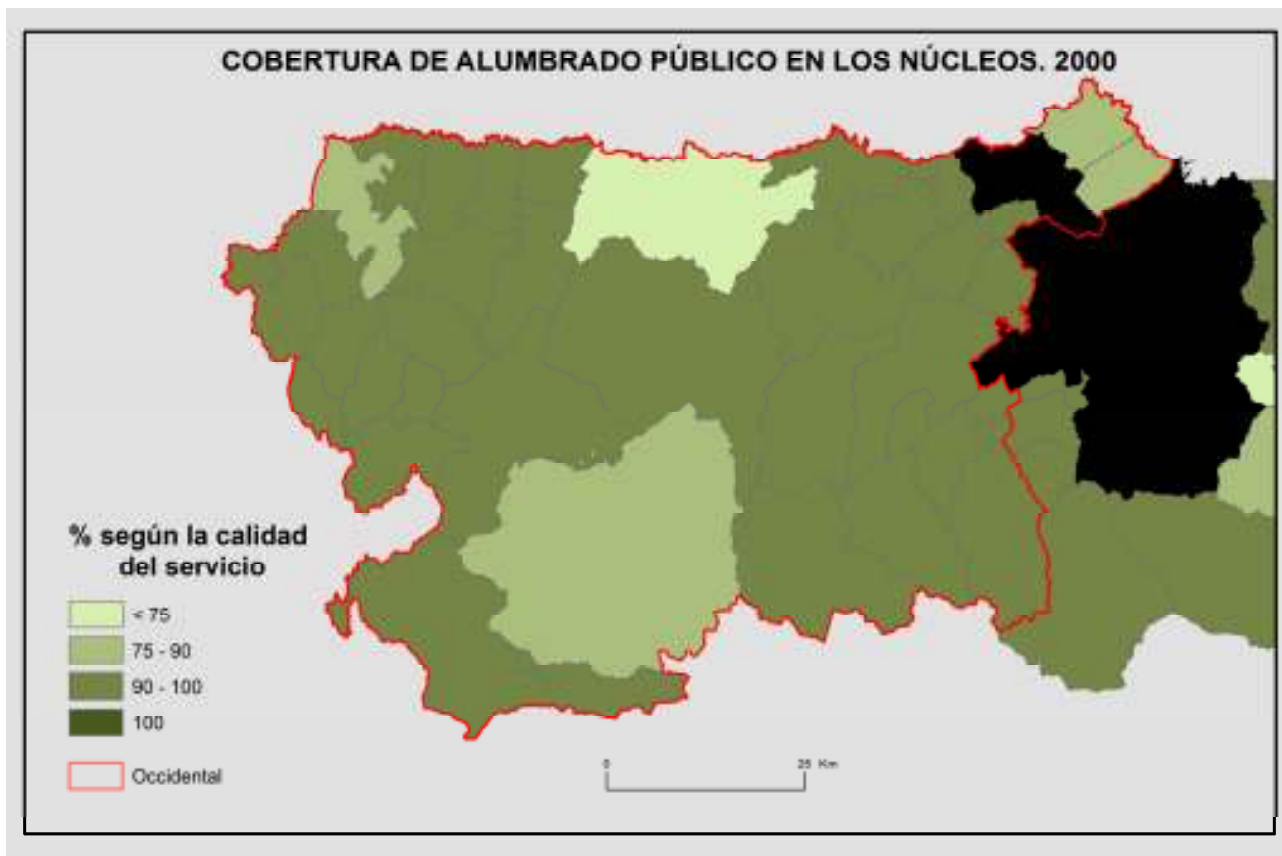 COBERTURA DE ALUMBRADO PÚBLICO EN LOS NÚCLEOS. 2000
% según la calidad
del servicio
< 75
75 - 90
90 - 100
100
Occidental
0 25 Km